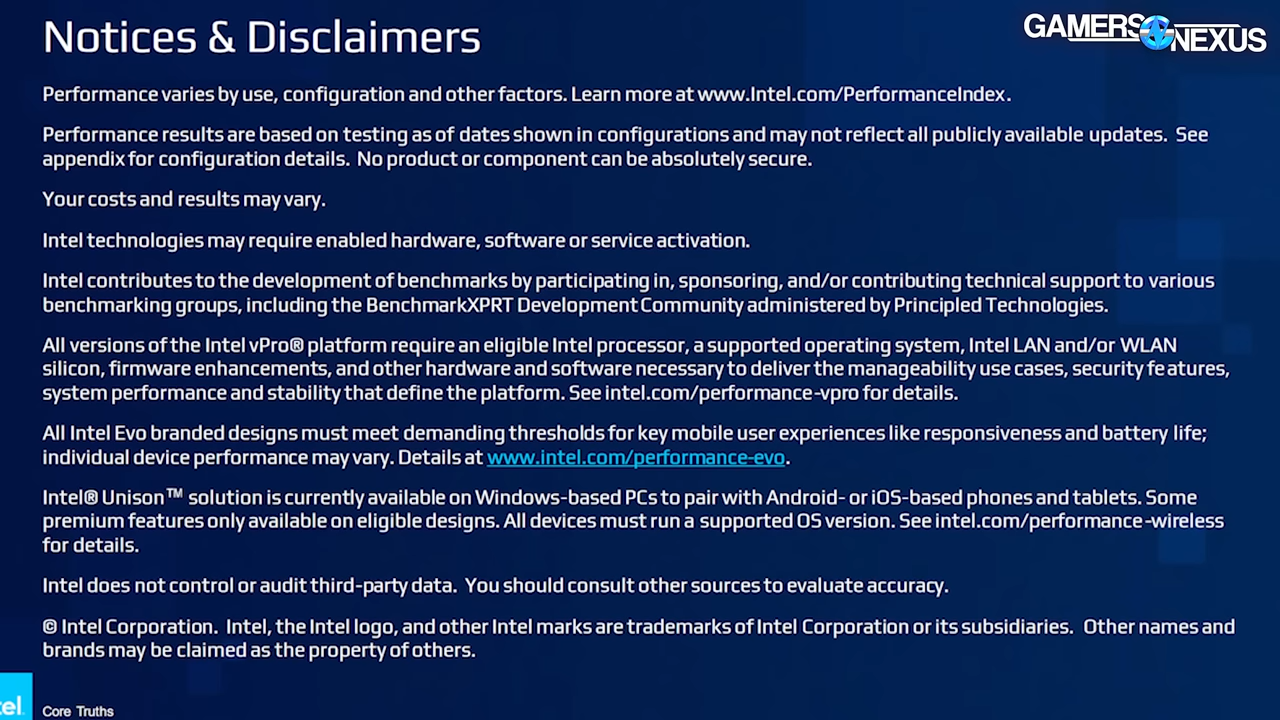 Notices & Disclaimers
GAMERS NEXUS
Performance varies by use, configuration and other factors. Learn more at www.Intel.com/PerformanceIndex.
Performance results are based on testing as of dates shown in configurations and may not reflect all publicly available updates. See
appendix for configuration details. No product or component can be absolutely secure.
Your costs and results may vary.
Intel technologies may require enabled hardware, software or service activation.
Intel contributes to the development of benchmarks by participating in, sponsoring, and/or contributing technical support to various
benchmarking groups, including the BenchmarkXPRT Development Community administered by Principled Technologies.
All versions of the Intel vPro® platform require an eligible Intel processor, a supported operating system, Intel LAN and/or WLAN
silicon, firmware enhancements, and other hardware and software necessary to deliver the manageability use cases, security features,
system performance and stability that define the platform. See intel.com/performance-vpro for details.
All Intel Evo branded designs must meet demanding thresholds for key mobile user experiences like responsiveness and battery life;
individual device performance may vary. Details at www.intel.com/performance-evo.
Intel® Unison™ solution is currently available on Windows-based PCs to pair with Android- or iOS-based phones and tablets. Some
premium features only available on eligible designs. All devices must run a supported OS version. See intel.com/performance-wireless
for details.
Intel does not control or audit third-party data. You should consult other sources to evaluate accuracy.
© Intel Corporation. Intel, the Intel logo, and other Intel marks are trademarks of Intel Corporation or its subsidiaries. Other names and
brands may be claimed as the property of others.
tel.
Core Truths